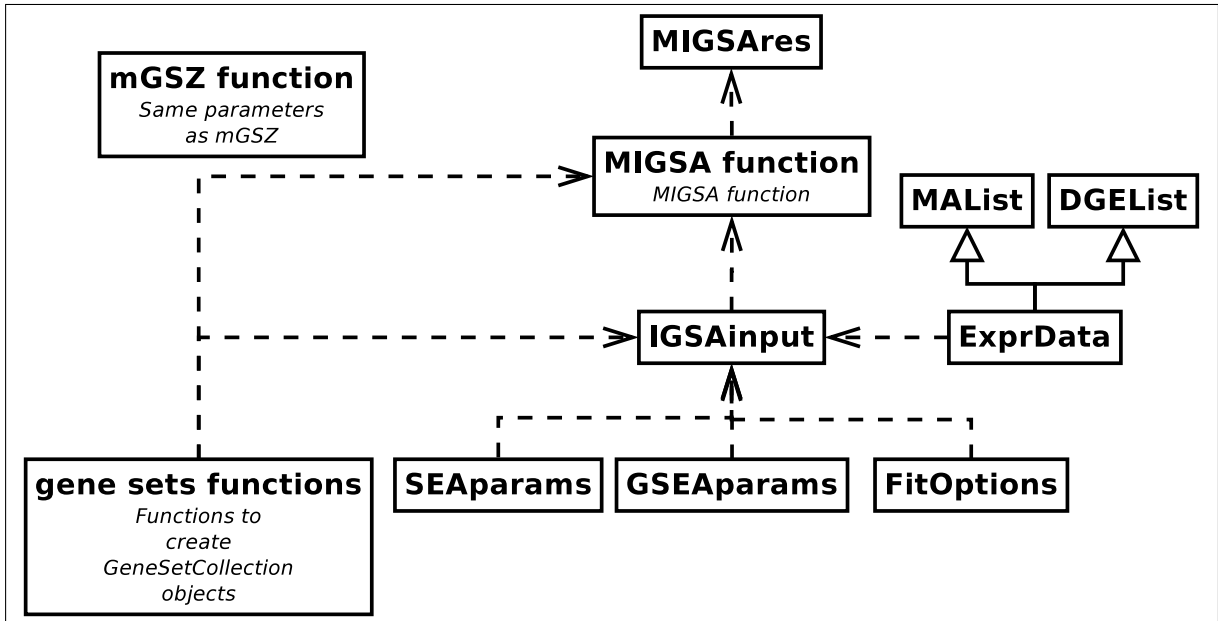 MIGSAres
mGSZ function
Same parameters
as mGSZ
MIGSA function
MIGSA function
MAList
DGEList
IGSAinput
ExprData
gene sets functions
Functions to
create
GeneSetCollection
objects
SEAparams
GSEAparams
FitOptions